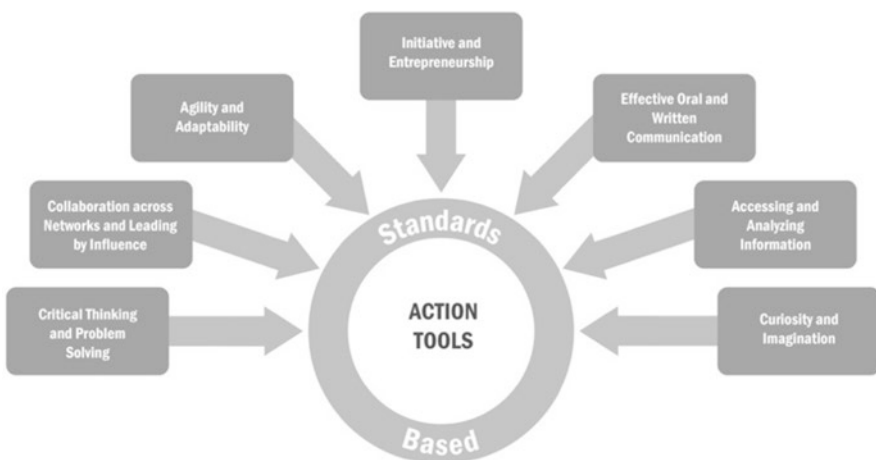 Initiative and
Entrepreneurship
Agility and
Adaptability
Effective Oral and
Written
Communication
Collaboration across
Networks and Leading
by Influence
Accessing and
Analyzing
Information
Critical Thinking
and Problem
Solving
Curiosity and
Imagination
Standards
ACTION
TOOLS
Based